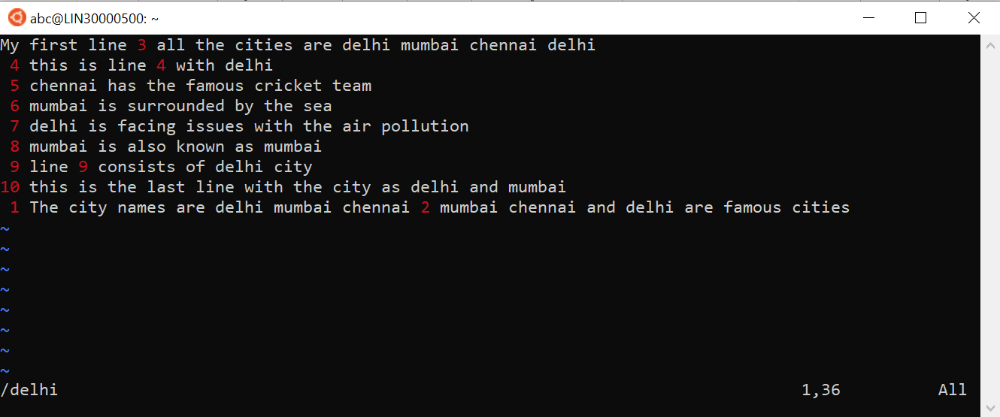 abc@LIN30000500: ~
My first line 3 all the cities are delhi mumbai chennai delhi
 4 this is line 4 with delhi
 5 chennai has the famous cricket team
 6 mumbai is surrounded by the sea
 7 delhi is facing issues with the air pollution
 8 mumbai is also known as mumbai
 9 line 9 consists of delhi city
10 this is the last line with the city as delhi and mumbai
 1 The city names are delhi mumbai chennai 2 mumbai chennai and delhi are famous cities
~
~
~
~
~
~
~
~
/delhi 1,36 All